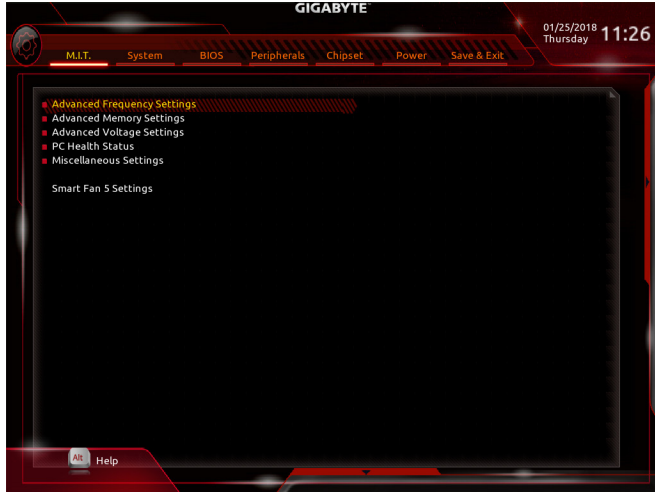 GIGABYTE
01/25/2018
Thursday 11:26
M.I.T. System BIOS Peripherals Chipset Power Save & Exit
Advanced Frequency Settings
Advanced Memory Settings
Advanced Voltage Settings
PC Health Status
Miscellaneous Settings
Smart Fan 5 Settings
Alt Help